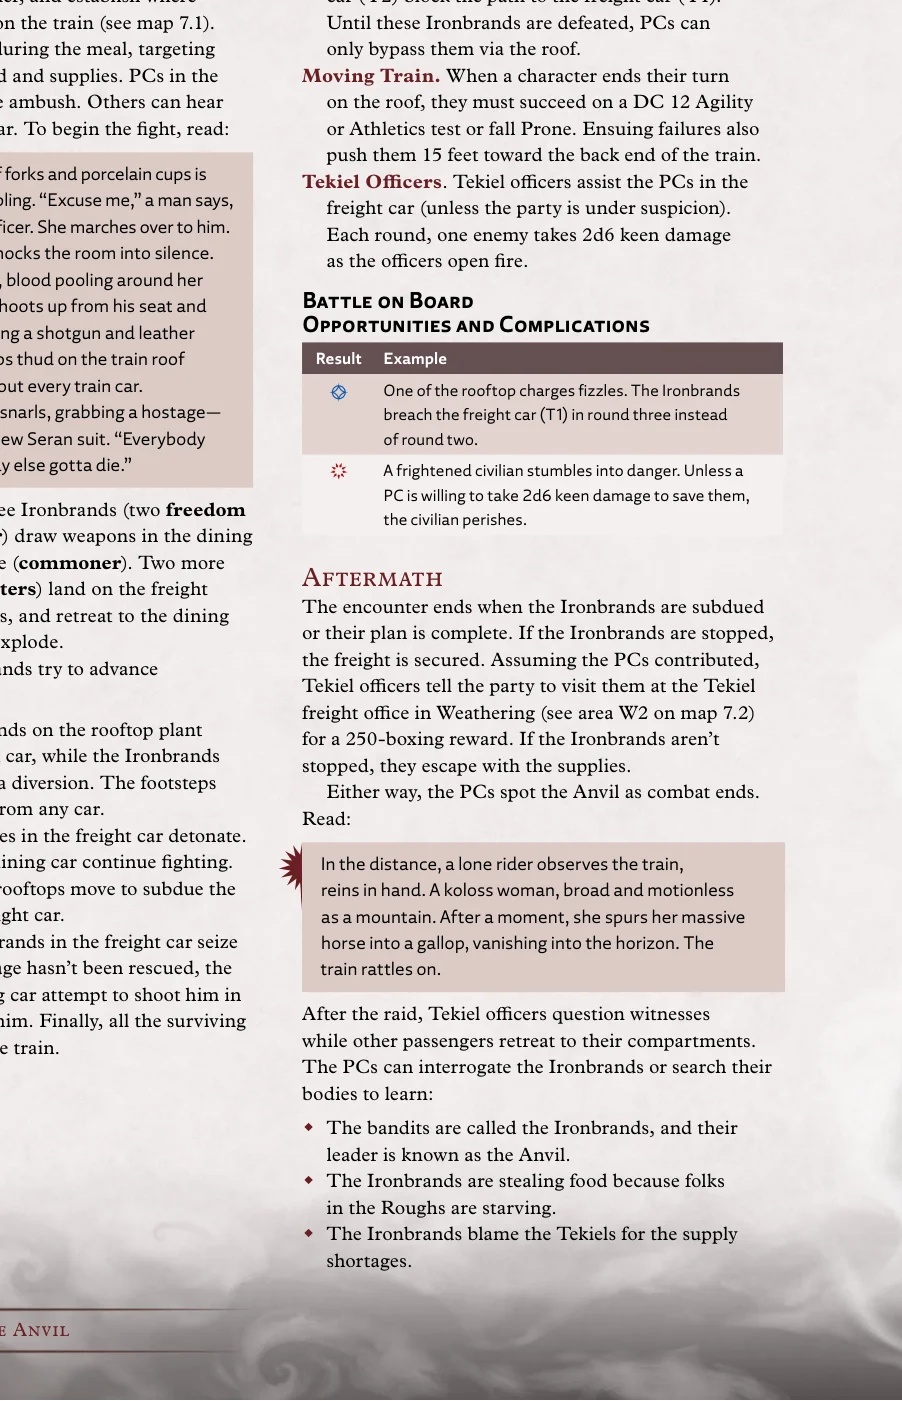 on the train (see map 7.1).
during the meal, targeting
and supplies. PCs in the
ambush. Others can hear
To begin the fight, read:
forks and porcelain cups is
“Excuse me,” a man says,
She marches over to him.
the room into silence.
blood pooling around her
shoots up from his seat and
a shotgun and leather
thud on the train roof
out every train car.
snarls, grabbing a hostage—
new Seran suit. “Everybody
else gotta die.”
Ironbrands (two freedom
) draw weapons in the dining
(commoner). Two more
) land on the freight
and retreat to the dining
explode.
try to advance
on the rooftop plant
car, while the Ironbrands
a diversion. The footsteps
from any car.
in the freight car detonate.
dining car continue fighting.
rooftops move to subdue the
car.
in the freight car seize
hasn’t been rescued, the
car attempt to shoot him in
him. Finally, all the surviving
train.
Until these Ironbrands are defeated, PCs can
only bypass them via the roof.
Moving Train. When a character ends their turn
on the roof, they must succeed on a DC 12 Agility
or Athletics test or fall Prone. Ensuing failures also
push them 15 feet toward the back end of the train.
Tekiel Officers. Tekiel officers assist the PCs in the
freight car (unless the party is under suspicion).
Each round, one enemy takes 2d6 keen damage
as the officers open fire.
Battle on Board
Opportunities and Complications
Result Example
One of the rooftop charges fizzles. The Ironbrands
breach the freight car (T1) in round three instead
of round two.
A frightened civilian stumbles into danger. Unless a
PC is willing to take 2d6 keen damage to save them,
the civilian perishes.
Aftermath
The encounter ends when the Ironbrands are subdued
or their plan is complete. If the Ironbrands are stopped,
the freight is secured. Assuming the PCs contributed,
Tekiel officers tell the party to visit them at the Tekiel
freight office in Weathering (see area W2 on map 7.2)
for a 250-boxing reward. If the Ironbrands aren’t
stopped, they escape with the supplies.
Either way, the PCs spot the Anvil as combat ends.
Read:
In the distance, a lone rider observes the train,
reins in hand. A koloss woman, broad and motionless
as a mountain. After a moment, she spurs her massive
horse into a gallop, vanishing into the horizon. The
train rattles on.
After the raid, Tekiel officers question witnesses
while other passengers retreat to their compartments.
The PCs can interrogate the Ironbrands or search their
bodies to learn:
The bandits are called the Ironbrands, and their
leader is known as the Anvil.
The Ironbrands are stealing food because folks
in the Roughs are starving.
The Ironbrands blame the Tekiels for the supply
shortages.
Anvil